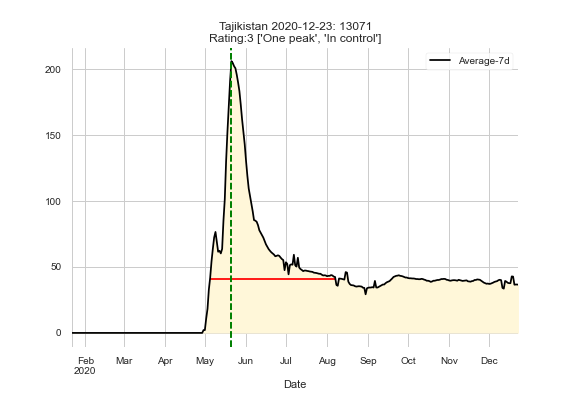 Tajikistan 2020-12-23: 13071
Rating:3 ['One peak', 'In control']
Average-7d
200
150
100
50
0
Feb Mar Apr May Jun Jul Aug Sep Oct Nov Dec
2020
Date